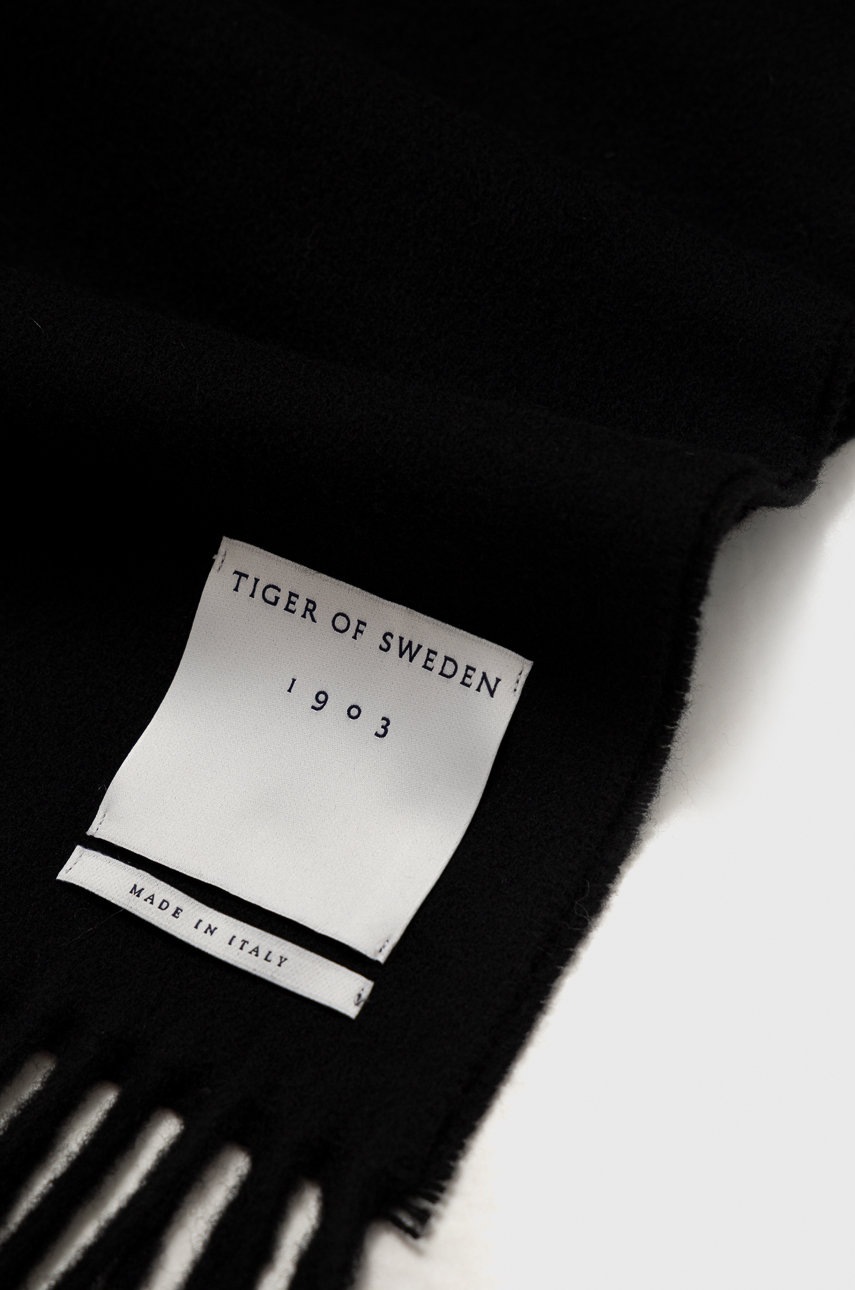 TIGER OF SWEDEN
1903
MADE IN ITALY